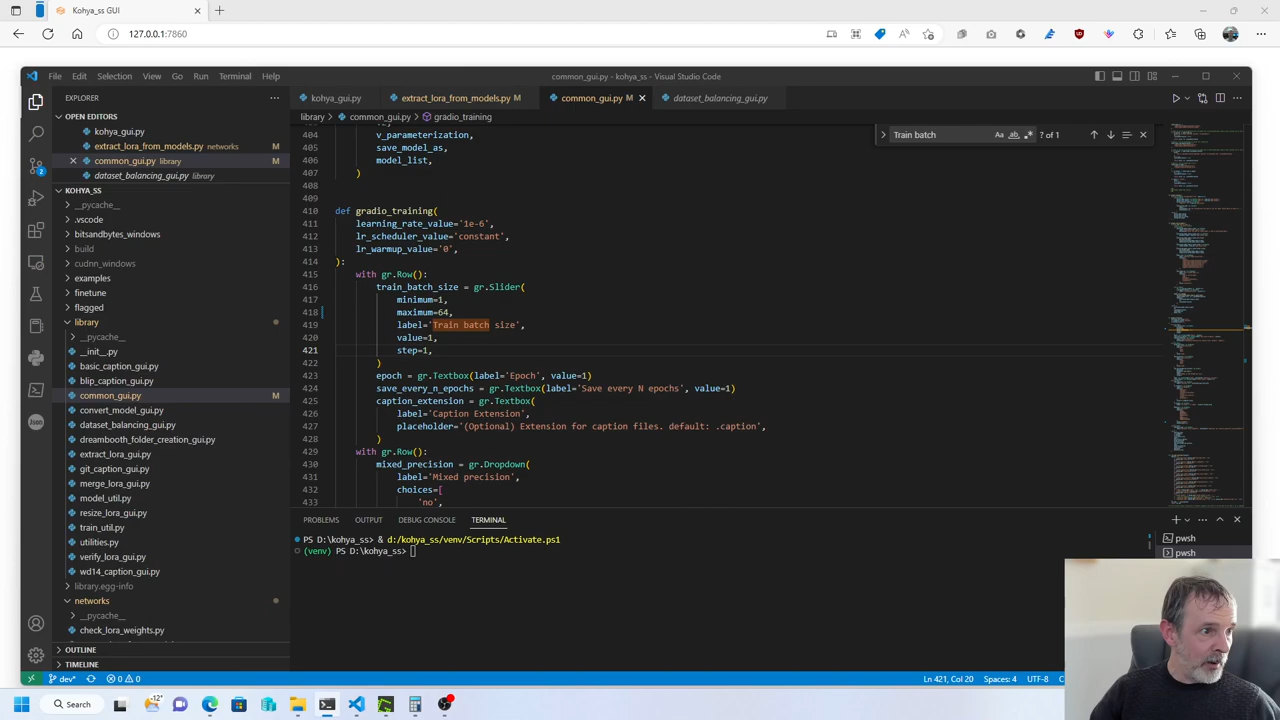 Kohya_ss GUI
127.0.0.1:7860
File Edit Selection View Go Run Terminal Help
common_gui.py - kohya_ss - Visual Studio Code
EXPLORER
kohya_gui.py
extract_lora_from_models.py M
common_gui.py M
dataset_balancing_gui.py
library > common_gui.py > gradio_training
OPEN EDITORS
kohya_gui.py
extract_lora_from_models.py networks M
common_gui.py library M
dataset_balancing_gui.py library
KOHYA_SS
__pycache__
.vscode
bitsandbytes_windows
build
cudnn_windows
examples
finetune
flagged
library
__pycache__
__init__.py
basic_caption_gui.py
blip_caption_gui.py
common_gui.py M
convert_model_gui.py
dataset_balancing_gui.py
dreambooth_folder_creation_gui.py
extract_lora_gui.py
git_caption_gui.py
merge_lora_gui.py
model_util.py
resize_lora_gui.py
train_util.py
utilities.py
verify_lora_gui.py
wd14_caption_gui.py
library.egg-info
networks
__pycache__
check_lora_weights.py
OUTLINE
TIMELINE
Train batch Aa ab .* ? of 1
404 v_parameterization,
405 save_model_as,
406 model_list,
407 )
408
409
410 def gradio_training(
411 learning_rate_value='1e-6',
412 lr_scheduler_value='constant',
413 lr_warmup_value='0',
414 ):
415 with gr.Row():
416 train_batch_size = gr.Slider(
417 minimum=1,
418 maximum=64,
419 label='Train batch size',
420 value=1,
421 step=1,
422 )
423 epoch = gr.Textbox(label='Epoch', value=1)
424 save_every_n_epochs = gr.Textbox(label='Save every N epochs', value=1)
425 caption_extension = gr.Textbox(
426 label='Caption Extension',
427 placeholder='(Optional) Extension for caption files. default: .caption',
428 )
429 with gr.Row():
430 mixed_precision = gr.Dropdown(
431 label='Mixed precision',
432 choices=[
433 'no',
PROBLEMS OUTPUT DEBUG CONSOLE TERMINAL
PS D:\kohya_ss> & d:/kohya_ss/venv/Scripts/Activate.ps1
(venv) PS D:\kohya_ss>
pwsh
pwsh
dev* 0 0
Ln 421, Col 20 Spaces: 4 UTF-8
Search
-12°